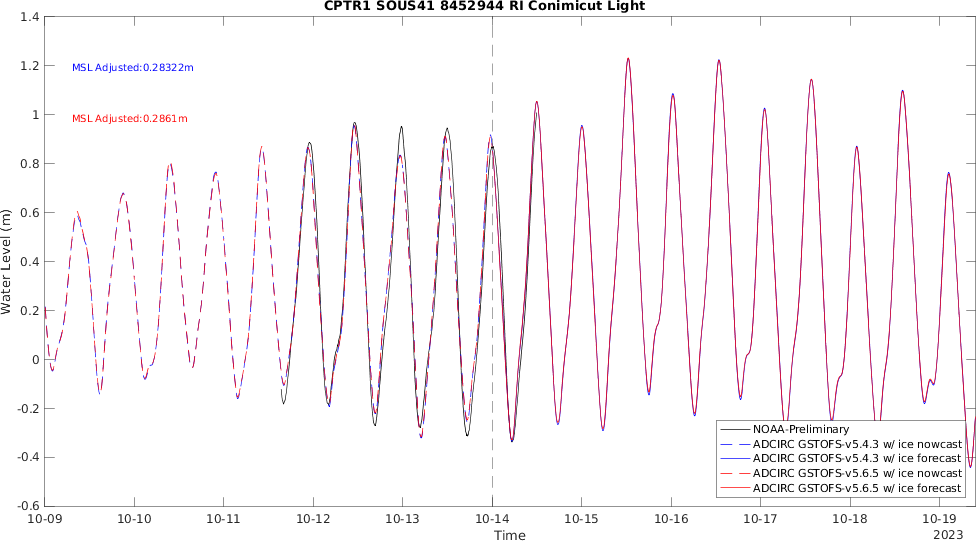 CPTR1 SOUS41 8452944 RI Conimicut Light
1.4
1.2
1
0.8
0.6
0.4
0.2
0
-0.2
-0.4
-0.6
Water Level (m)
MSL Adjusted:0.28322m
MSL Adjusted:0.2861m
NOAA-Preliminary
ADCIRC GSTOFS-v5.4.3 w/ ice nowcast
ADCIRC GSTOFS-v5.4.3 w/ ice forecast
ADCIRC GSTOFS-v5.6.5 w/ ice nowcast
ADCIRC GSTOFS-v5.6.5 w/ ice forecast
10-09 10-10 10-11 10-12 10-13 10-14 10-15 10-16 10-17 10-18 10-19
Time 2023